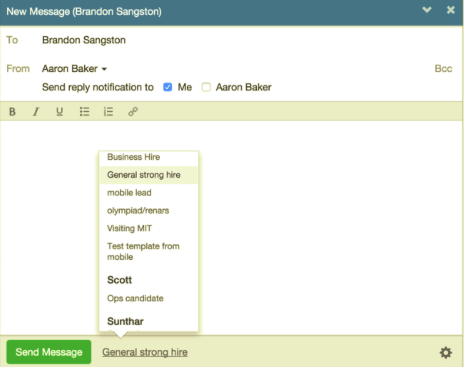 New Message (Brandon Sangston)
To Brandon Sangston
From Aaron Baker Bcc
Send reply notification to Me Aaron Baker
B I U
Business Hire
General strong hire
mobile lead
olympiad/renars
Visiting MIT
Test template from
mobile
Scott
Ops candidate
Sunthar
Send Message General strong hire